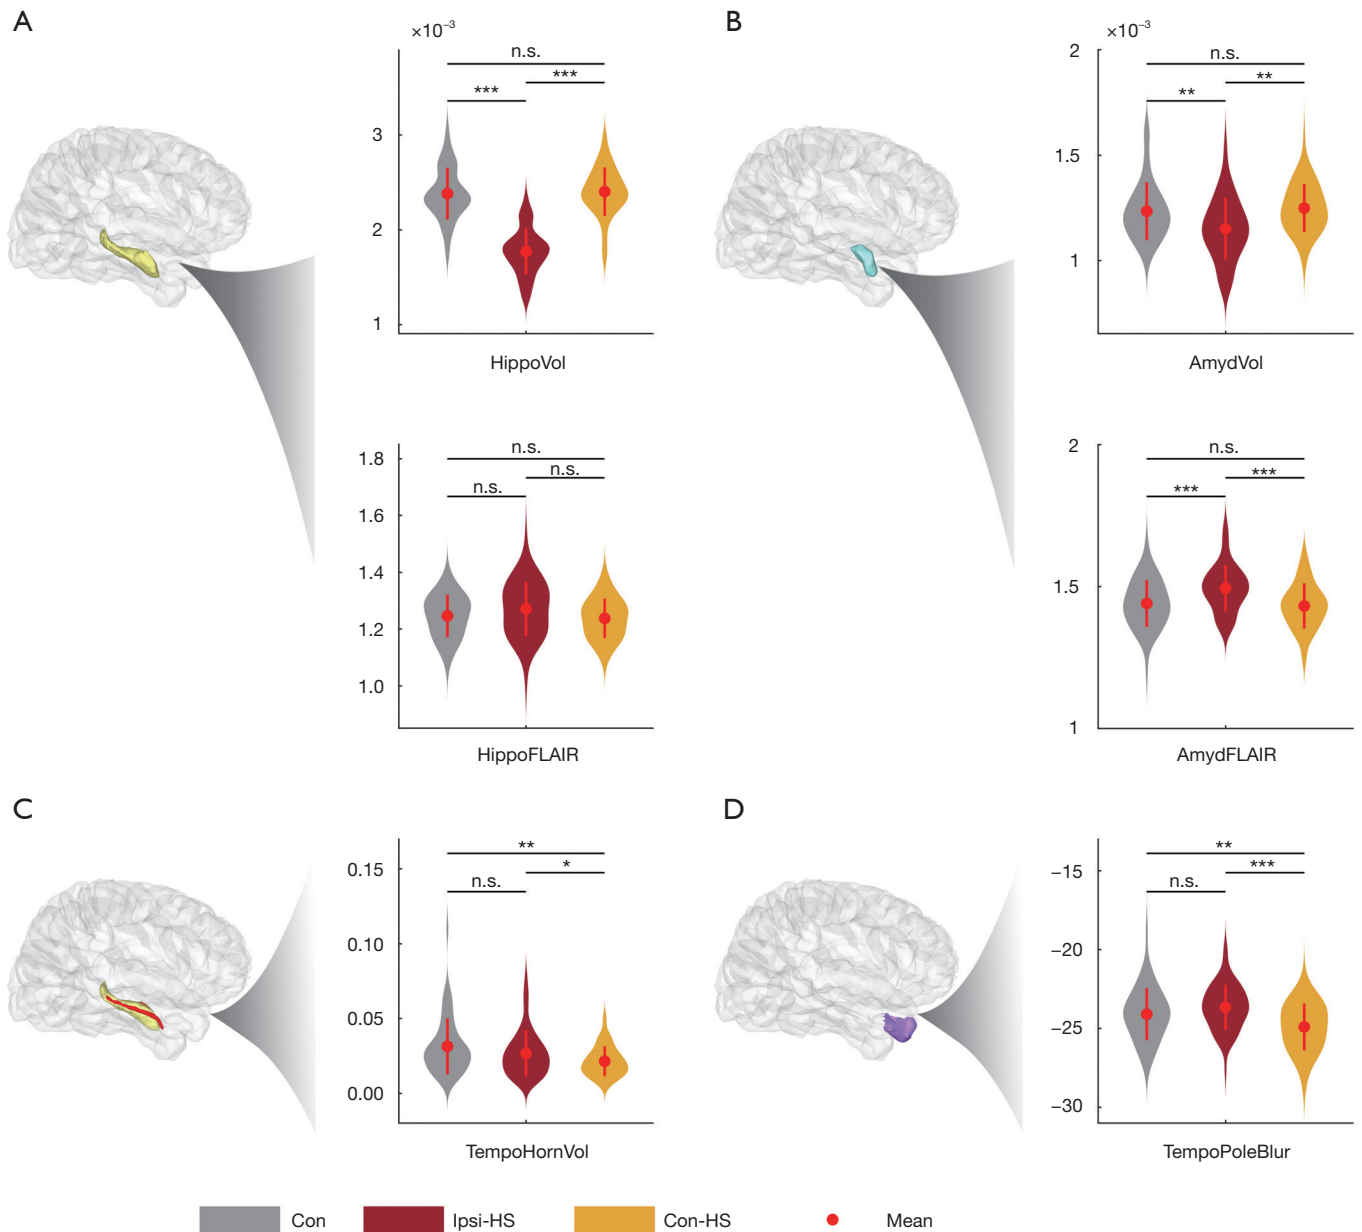 A
×10⁻³
n.s.
***
***
3
2
1
HippoVol
n.s.
n.s.
n.s.
1.8
1.6
1.4
1.2
1.0
HippoFLAIR
B
×10⁻³
2
n.s.
**
**
1.5
1
AmydVol
2
n.s.
***
***
1.5
1
AmydFLAIR
C
**
*
n.s.
0.15
0.10
0.05
0.00
TempoHornVol
D
**
***
n.s.
−15
−20
−25
−30
TempoPoleBlur
Con Ipsi-HS Con-HS Mean